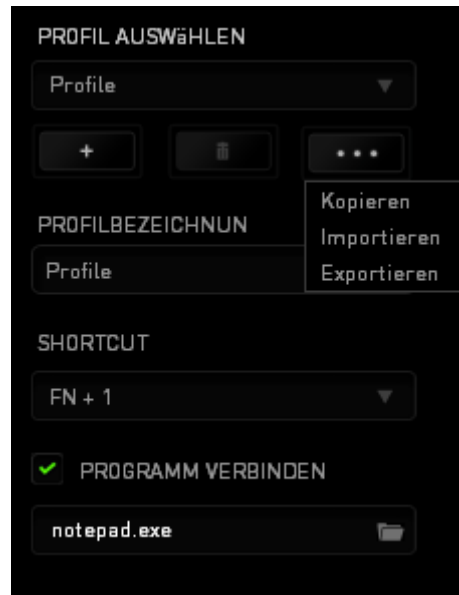 PROFIL AUSWäHLEN
Profile
+
Kopieren
PROFILBEZEICHNUN
Importieren
Profile
Exportieren
SHORTCUT
FN + 1
PROGRAMM VERBINDEN
notepad.exe